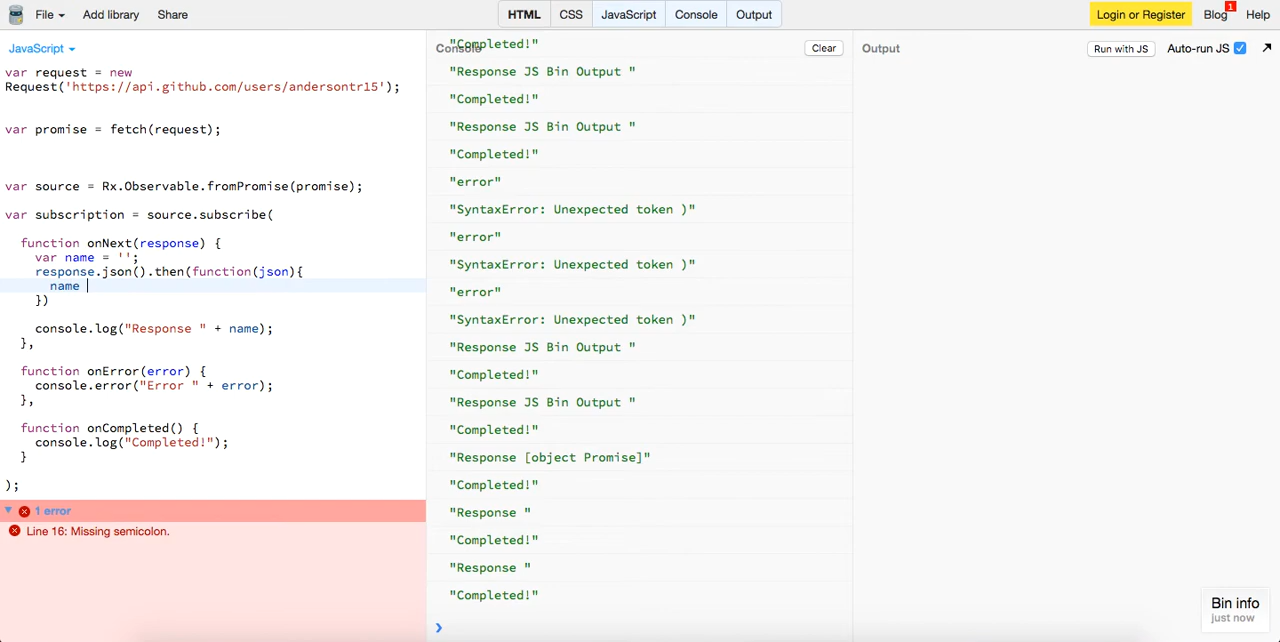 File
Add library
Share
HTML
CSS
JavaScript
Console
Output
Login or Register
Blog
1
Help
JavaScript
Console
Clear
Output
Run with JS
Auto-run JS
var request = new
Request('https://api.github.com/users/andersontr15');
var promise = fetch(request);
var source = Rx.Observable.fromPromise(promise);
var subscription = source.subscribe(
function onNext(response) {
var name = '';
response.json().then(function(json){
name
})
console.log("Response " + name);
},
function onError(error) {
console.error("Error " + error);
},
function onCompleted() {
console.log("Completed!");
}
);
1 error
Line 16: Missing semicolon.
"Completed!"
"Response JS Bin Output "
"Completed!"
"Response JS Bin Output "
"Completed!"
"error"
"SyntaxError: Unexpected token )"
"error"
"SyntaxError: Unexpected token )"
"error"
"SyntaxError: Unexpected token )"
"Response JS Bin Output "
"Completed!"
"Response JS Bin Output "
"Completed!"
"Response [object Promise]"
"Completed!"
"Response "
"Completed!"
"Response "
"Completed!"
Bin info
just now